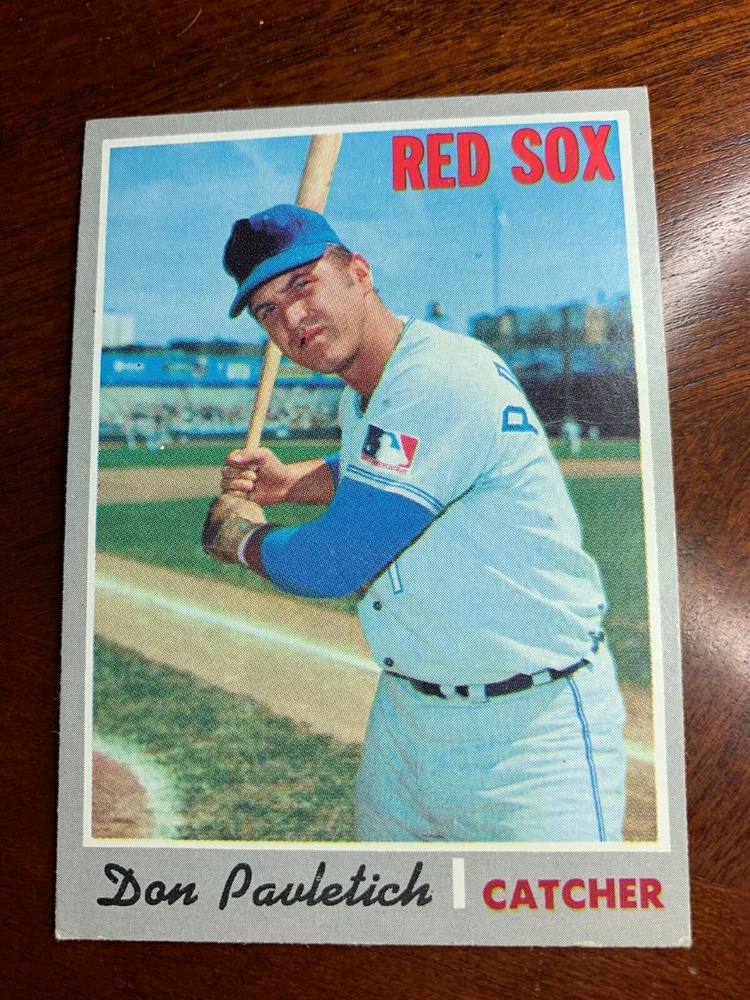 RED SOX
Don Pavletich
CATCHER